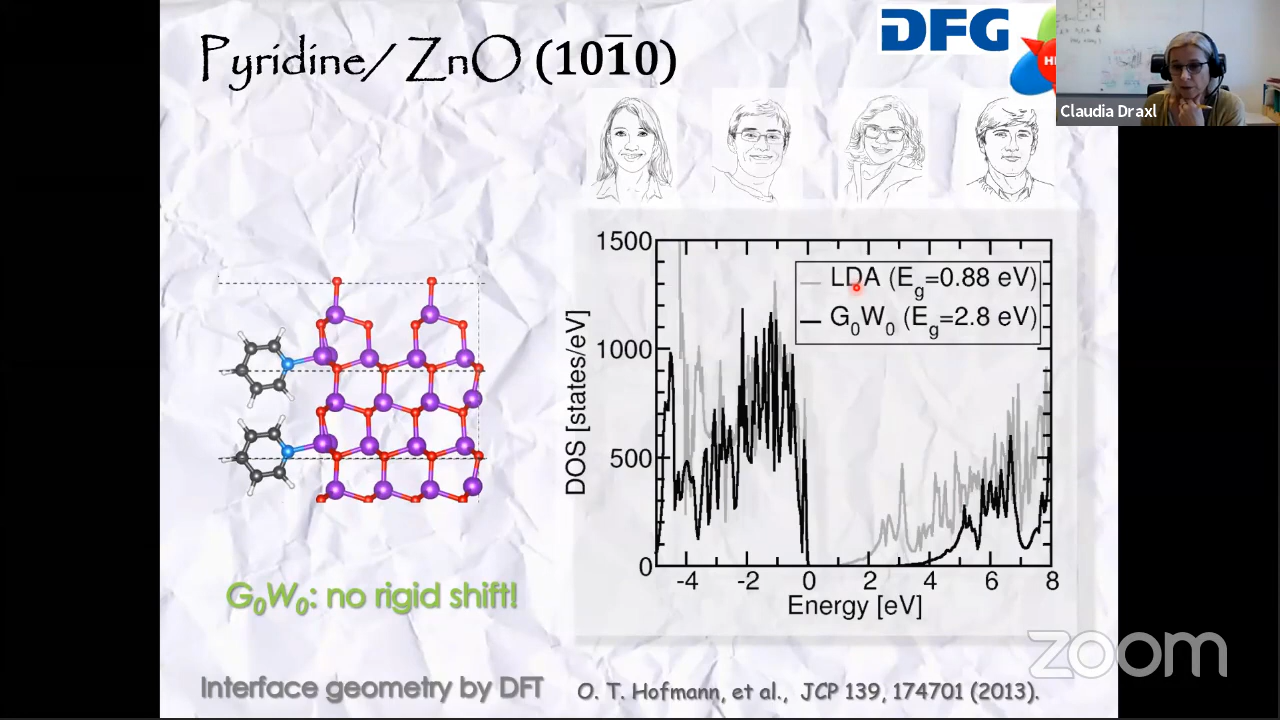 Pyridine/ ZnO (101̄0)
DFG
HI
Claudia Draxl
1500
1000
500
0
DOS [states/eV]
LDA (Eg=0.88 eV)
G0W0 (Eg=2.8 eV)
-4 -2 0 2 4 6 8
Energy [eV]
G0W0: no rigid shift!
zoom
Interface geometry by DFT
O. T. Hofmann, et al., JCP 139, 174701 (2013).